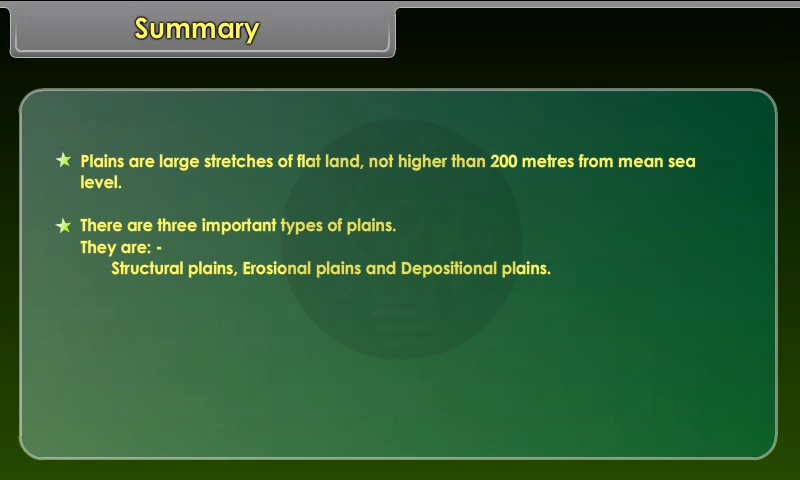 Summary
Plains are large stretches of flat land, not higher than 200 metres from mean sea
level.
There are three important types of plains.
They are: -
Structural plains, Erosional plains and Depositional plains.